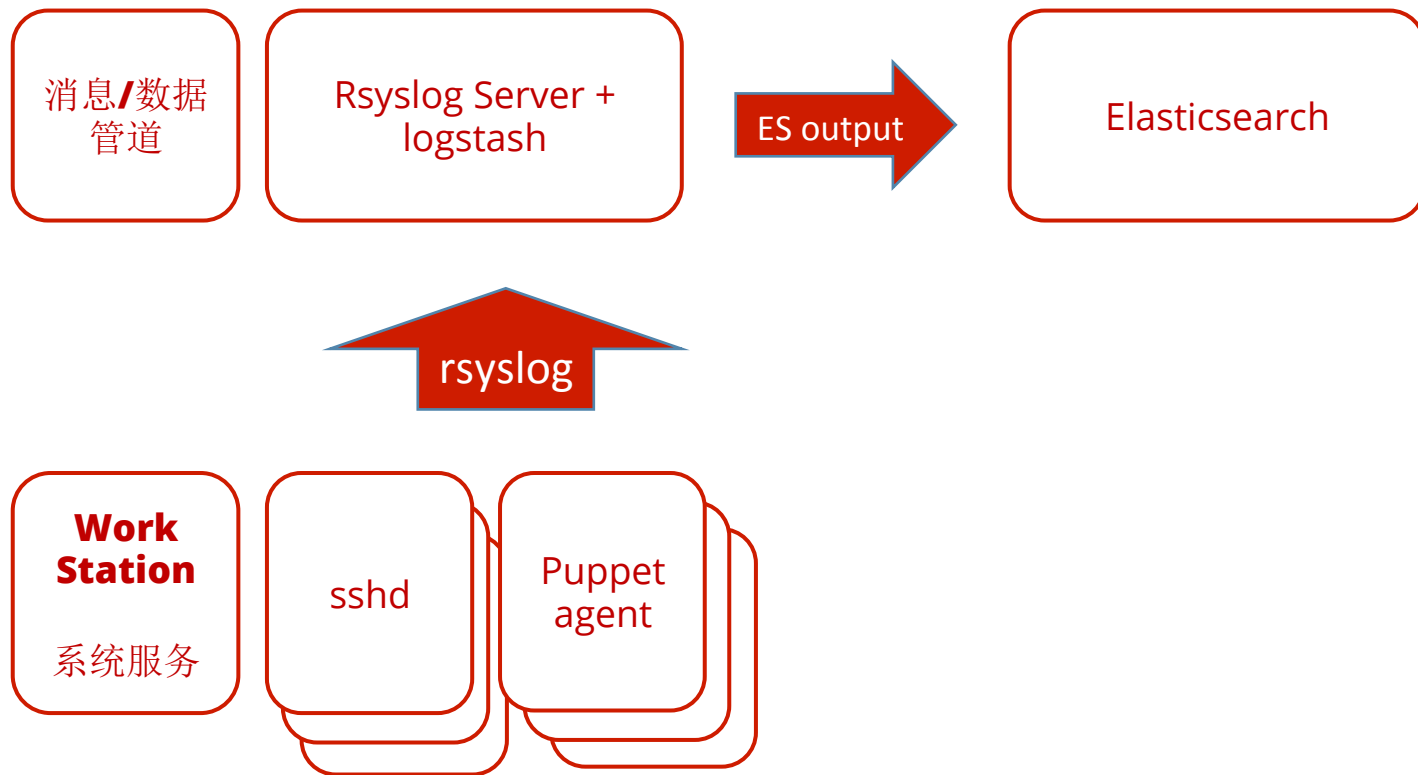 消息/数据
管道
Rsyslog Server +
logstash
ES output
Elasticsearch
rsyslog
Work
Station
系统服务
sshd
Puppet
agent